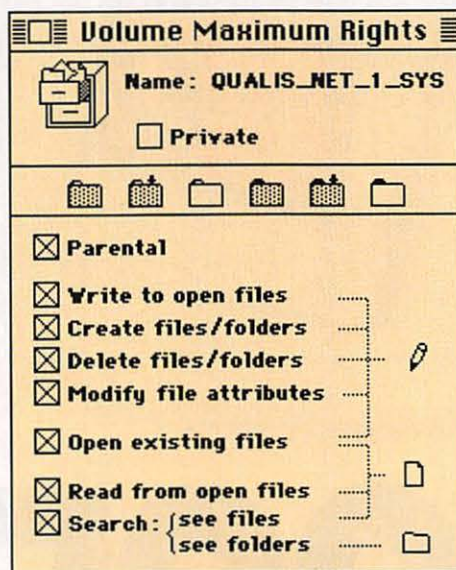 Volume Maximum Rights
Name: QUALIS_NET_1_SYS
Private
Parental
Write to open files
Create files/folders
Delete files/folders
Modify file attributes
Open existing files
Read from open files
Search: {see files
see folders